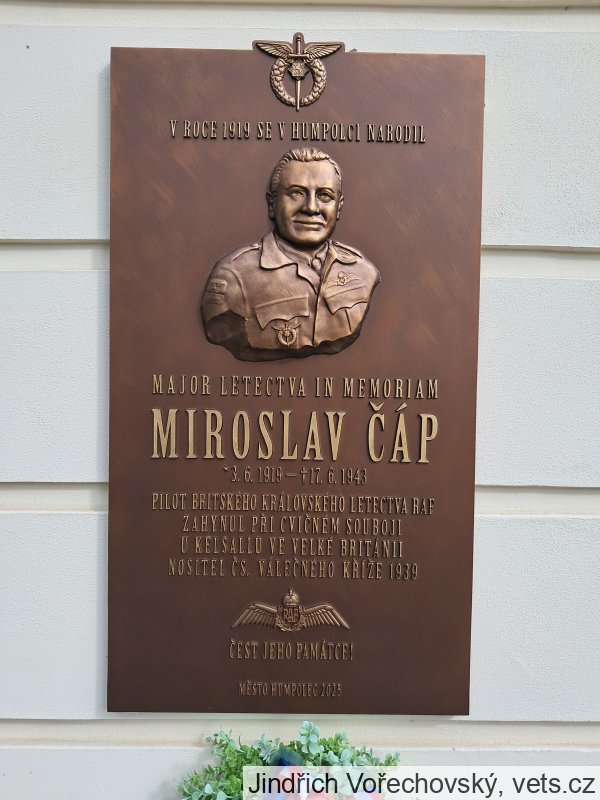 V ROCE 1919 SE V HUMPOLCI NARODIL
MAJOR LETECTVA IN MEMORIAM
MIROSLAV ČÁP
*3. 6. 1919 – †17. 6. 1943
PILOT BRITSKÉHO KRÁLOVSKÉHO LETECTVA RAF
ZAHYNUL PŘI CVIČNÉM SOUBOJI
U KELSALLU VE VELKÉ BRITÁNII
NOSITEL ČS. VÁLEČNÉHO KŘÍŽE 1939
RAF
ČEST JEHO PAMÁTCE!
MĚSTO HUMPOLEC 2025
Jindřich Vořechovský, vets.cz